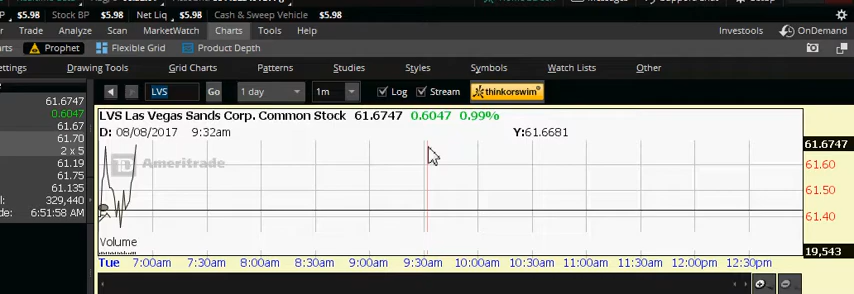 P $5.98 Stock BP $5.98 Net Liq $5.98 Cash & Sweep Vehicle $5.98
Trade Analyze Scan MarketWatch Charts Tools Help Investools OnDemand
rts Prophet Flexible Grid Product Depth
ettings Drawing Tools Grid Charts Patterns Studies Styles Symbols Watch Lists Other
LVS Go 1 day 1m Log Stream thinkorswim
61.6747
0.6047
61.67
61.70
2 x 5
61.19
61.75
61.135
l: 329,440
de: 6:51:58 AM
LVS Las Vegas Sands Corp. Common Stock 61.6747 0.6047 0.99%
D: 08/08/2017 9:32am Y:61.6681
Ameritrade
61.6747
61.60
61.50
61.40
Volume
19,543
Tue 7:00am 7:30am 8:00am 8:30am 9:00am 9:30am 10:00am 10:30am 11:00am 11:30am 12:00pm 12:30pm